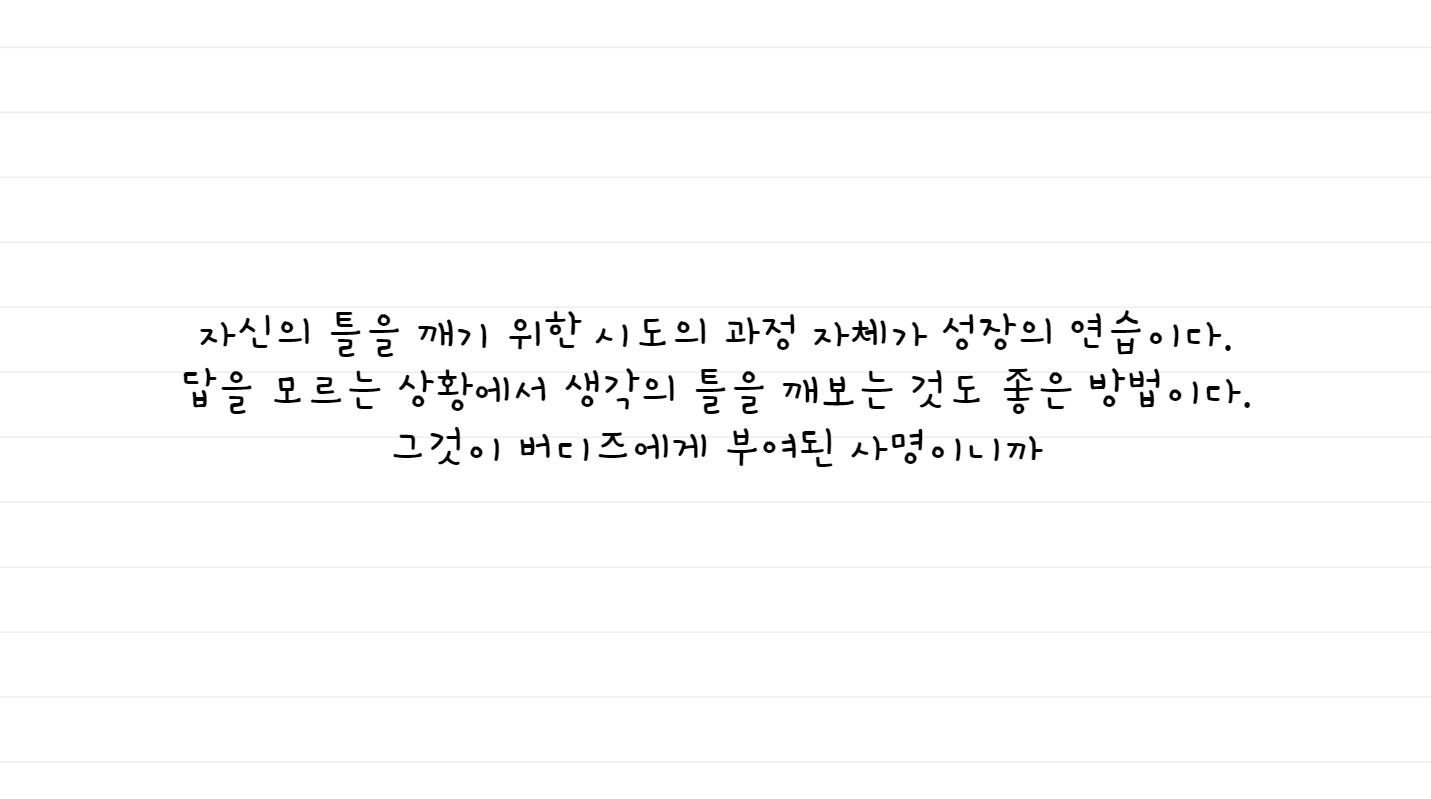 자신의 틀을 깨기 위한 시도의 과정 자체가 성장의 연습이다.
답을 모르는 상황에서 생각의 틀을 깨보는 것도 좋은 방법이다.
그것이 버디즈에게 부여된 사명이니까